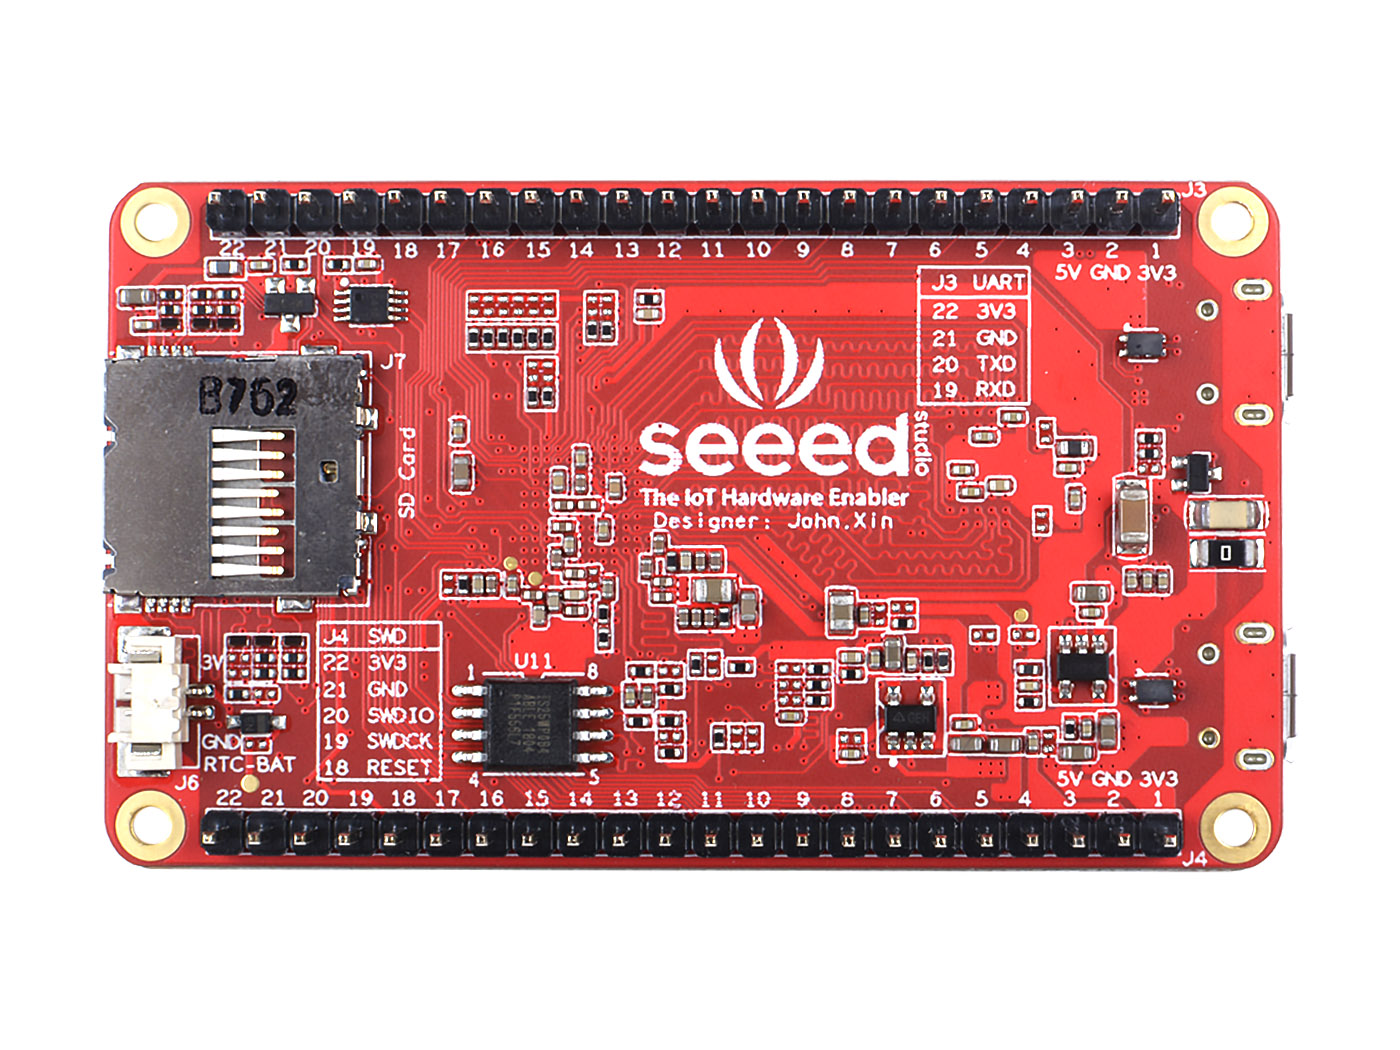 J3
22 21 20 19 18 17 16 15 14 13 12 11 10 9 8 7 6 5 4 3 2 1
5V GND 3V3
J3 UART
22 3V3
21 GND
20 TXD
19 RXD
J7
B762
SD Card
seeed
studio
The IoT Hardware Enabler
Designer: John.Xin
0
J4 SWD
22 3V3
21 GND
20 SWDIO
19 SWDCK
18 RESET
3V
GND
RTC-BAT
J6
U11
1 8
4 5
GEH
5V GND 3V3
22 21 20 19 18 17 16 15 14 13 12 11 10 9 8 7 6 5 4 3 2 1
J4